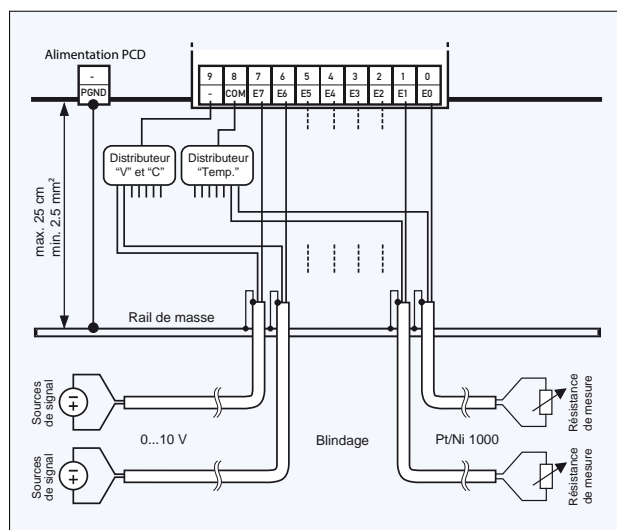 Alimentation PCD
-
PGND
9 8 7 6 5 4 3 2 1 0
- COM E7 E6 E5 E4 E3 E2 E1 E0
Distributeur
"V" et "C"
Distributeur
"Temp."
max. 25 cm
min. 2.5 mm²
Rail de masse
Sources
de signal
0...10 V
Blindage
Pt/Ni 1000
Résistance
de mesure
Sources
de signal
Résistance
de mesure